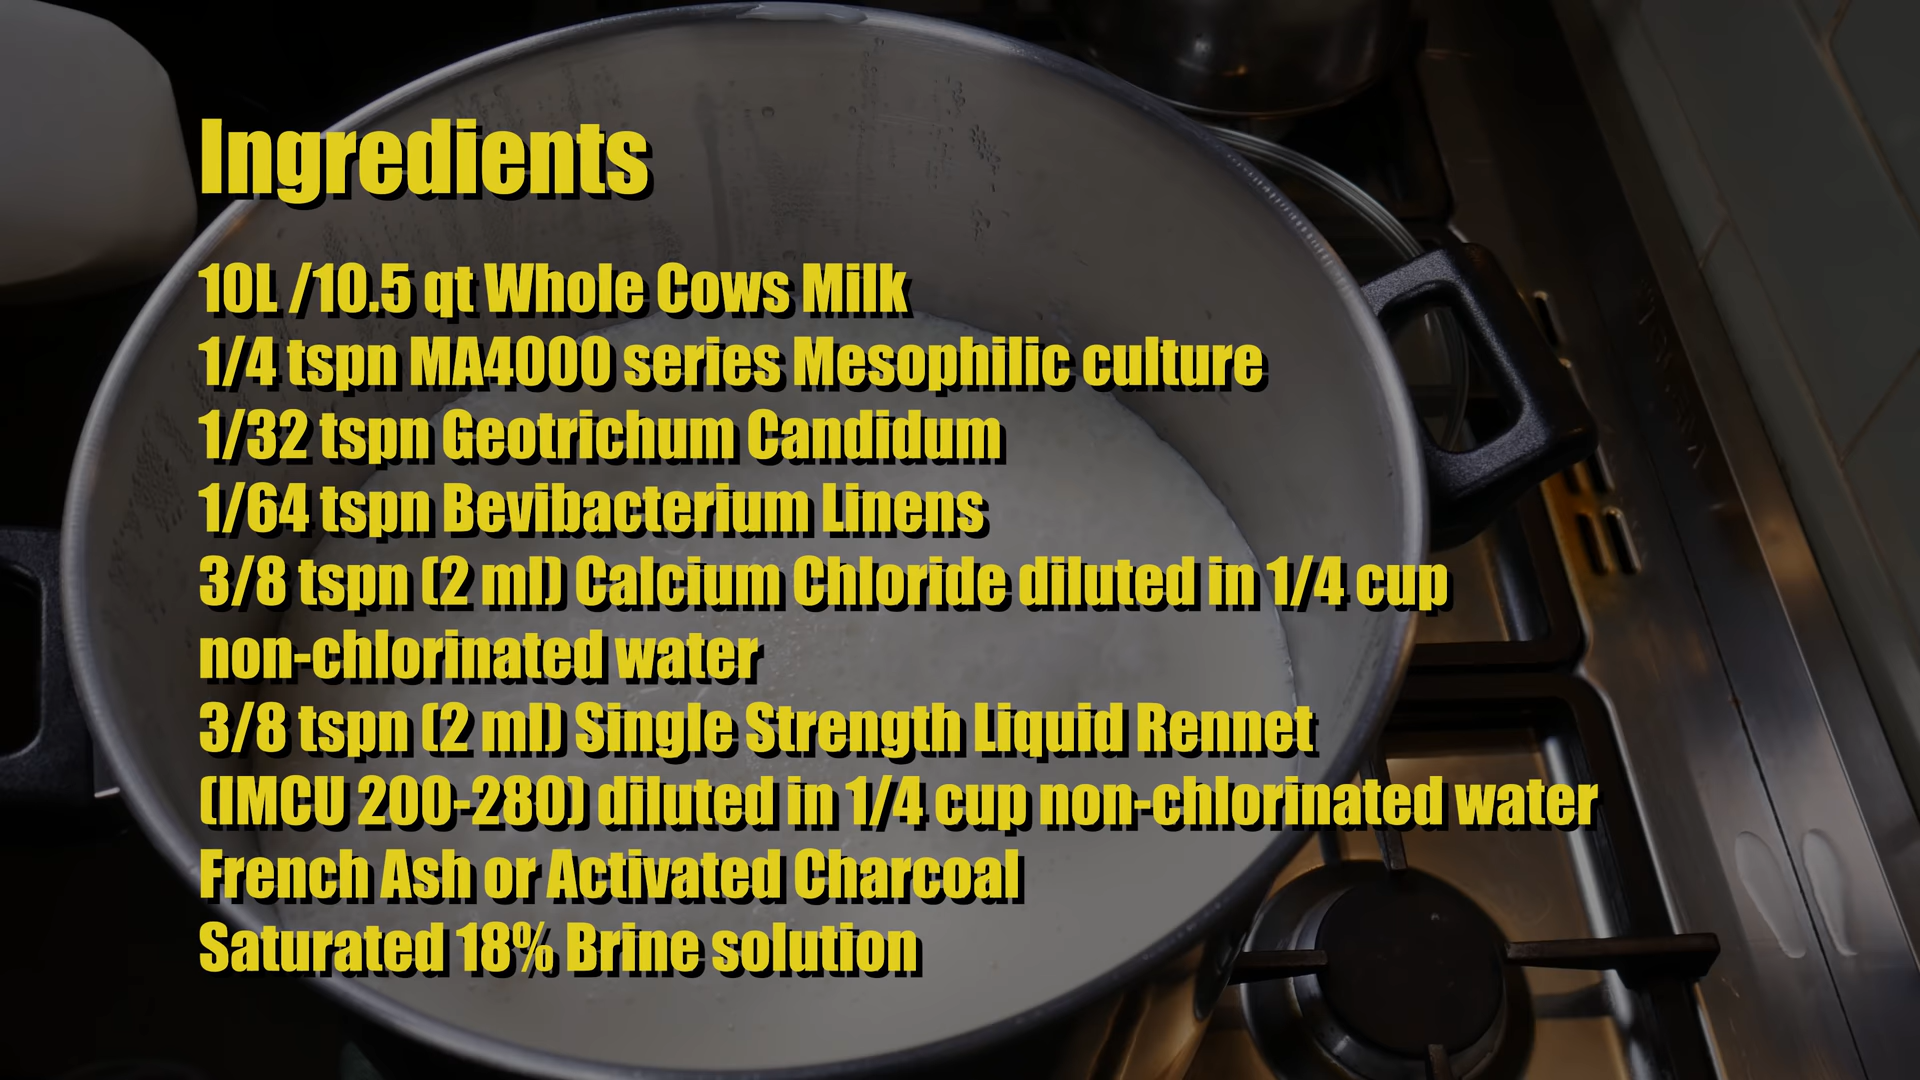 Ingredients
10L /10.5 qt Whole Cows Milk
1/4 tspn MA4000 series Mesophilic culture
1/32 tspn Geotrichum Candidum
1/64 tspn Bevibacterium Linens
3/8 tspn (2 ml) Calcium Chloride diluted in 1/4 cup
non-chlorinated water
3/8 tspn (2 ml) Single Strength Liquid Rennet
(IMCU 200-280) diluted in 1/4 cup non-chlorinated water
French Ash or Activated Charcoal
Saturated 18% Brine solution